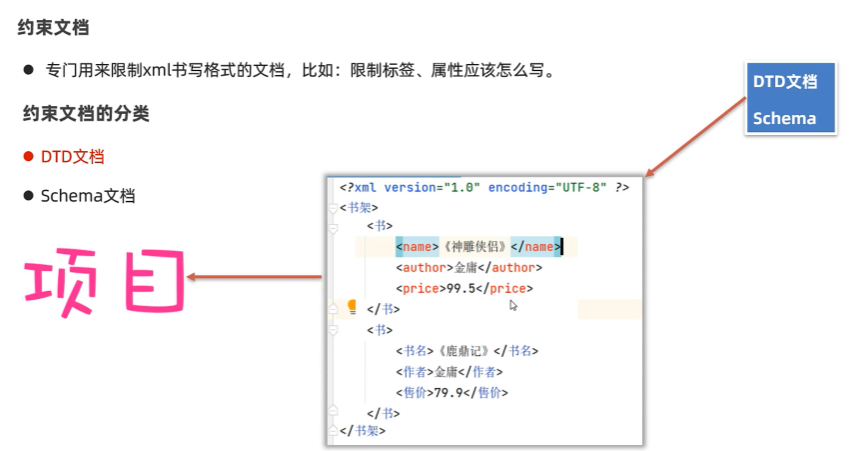 约束文档
● 专门用来限制xml书写格式的文档，比如：限制标签、属性应该怎么写。
约束文档的分类
● DTD文档
● Schema文档
项目
DTD文档
Schema
<?xml version="1.0" encoding="UTF-8" ?>
<书架>
<书>
<name>《神雕侠侣》</name>
<author>金庸</author>
<price>99.5</price>
</书>
<书>
<书名>《鹿鼎记》</书名>
<作者>金庸</作者>
<售价>79.9</售价>
</书>
</书架>